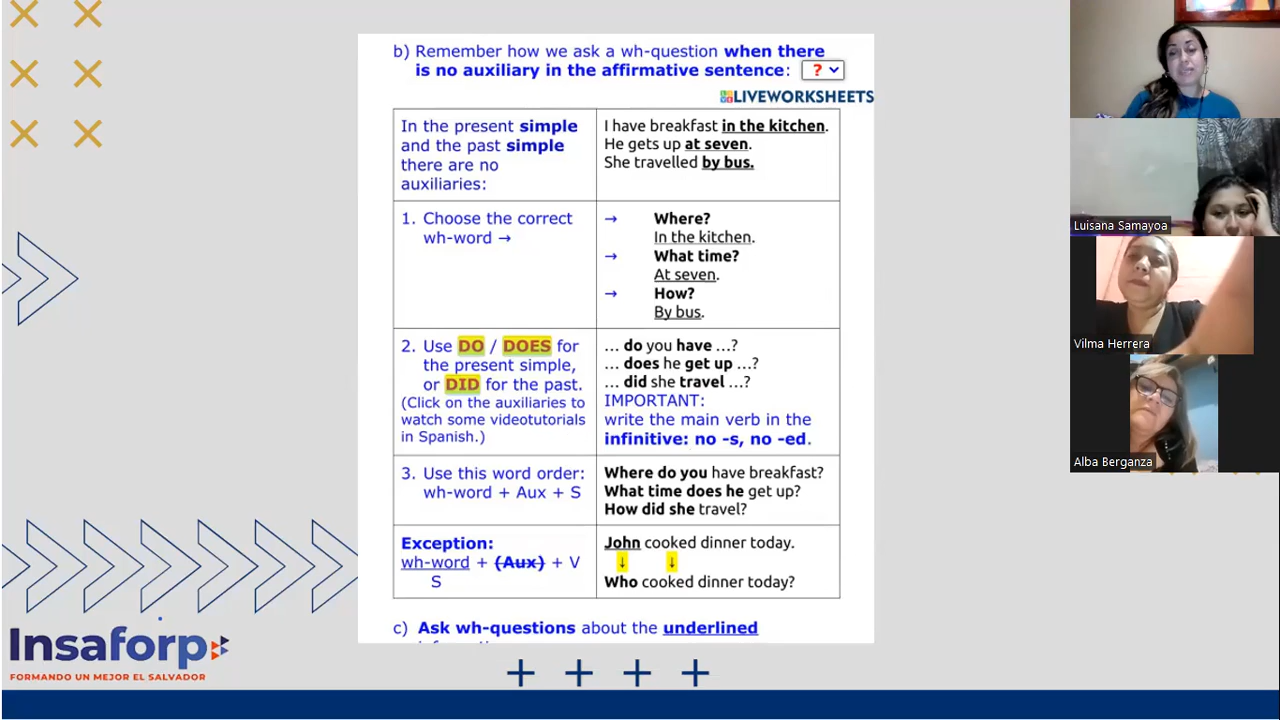 b) Remember how we ask a wh-question when there
is no auxiliary in the affirmative sentence: ?
LIVEWORKSHEETS
In the present simple
and the past simple
there are no
auxiliaries:
I have breakfast in the kitchen.
He gets up at seven.
She travelled by bus.
1. Choose the correct
wh-word →
→ Where?
In the kitchen.
→ What time?
At seven.
→ How?
By bus.
2. Use DO / DOES for
the present simple,
or DID for the past.
(Click on the auxiliaries to
watch some videotutorials
in Spanish.)
... do you have ...?
... does he get up ...?
... did she travel ...?
IMPORTANT:
write the main verb in the
infinitive: no -s, no -ed.
3. Use this word order:
wh-word + Aux + S
Where do you have breakfast?
What time does he get up?
How did she travel?
Exception:
wh-word + (Aux) + V
S
John cooked dinner today.
↓ ↓
Who cooked dinner today?
c) Ask wh-questions about the underlined
Insaforp
FORMANDO UN MEJOR EL SALVADOR
Luisana Samayoa
Vilma Herrera
Alba Berganza